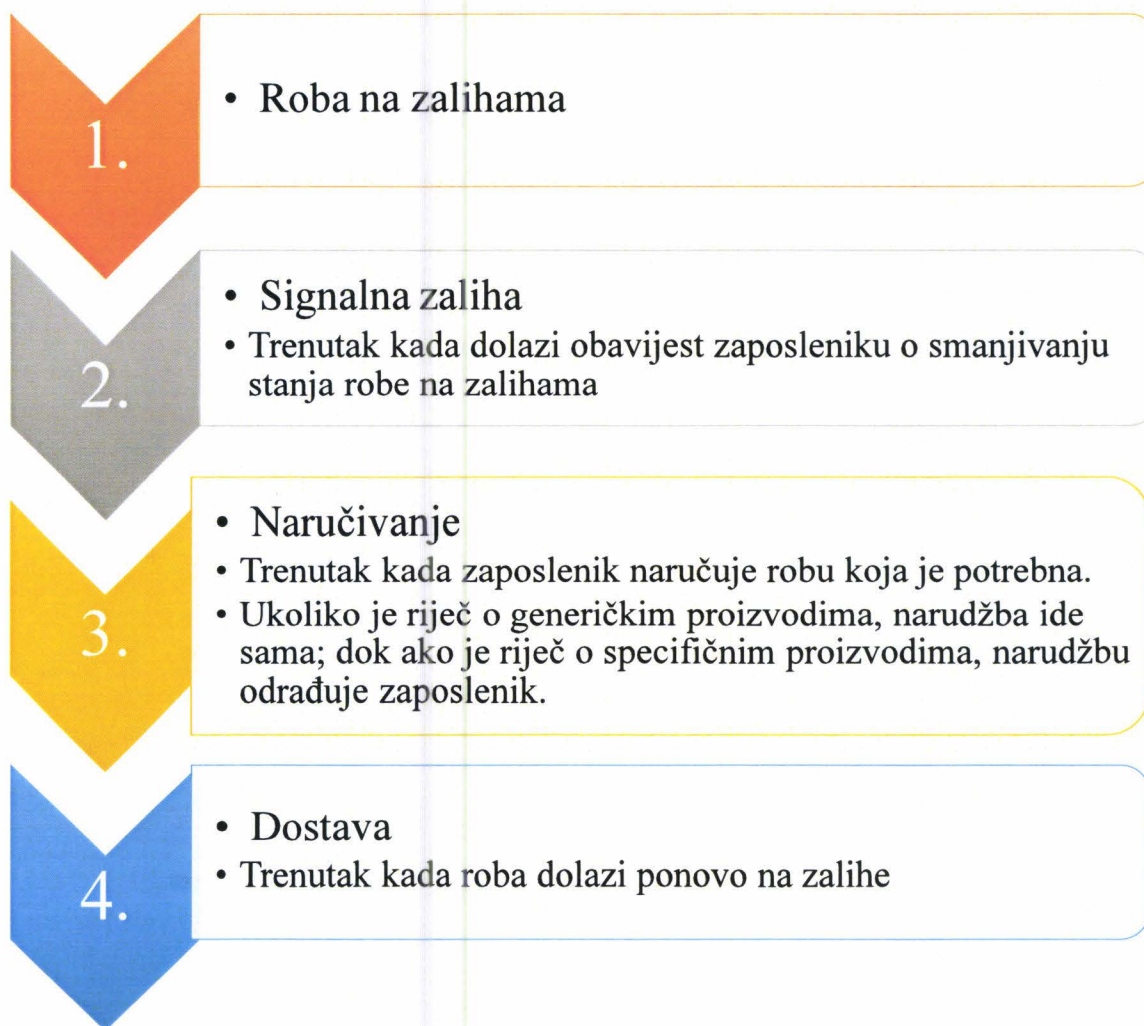 1.
• Roba na zalihama
2.
• Signalna zaliha
• Trenutak kada dolazi obavijest zaposleniku o smanjivanju
stanja robe na zalihama
3.
• Naručivanje
• Trenutak kada zaposlenik naručuje robu koja je potrebna.
• Ukoliko je riječ o generičkim proizvodima, narudžba ide
sama; dok ako je riječ o specifičnim proizvodima, narudžbu
odrađuje zaposlenik.
4.
• Dostava
• Trenutak kada roba dolazi ponovo na zalihe